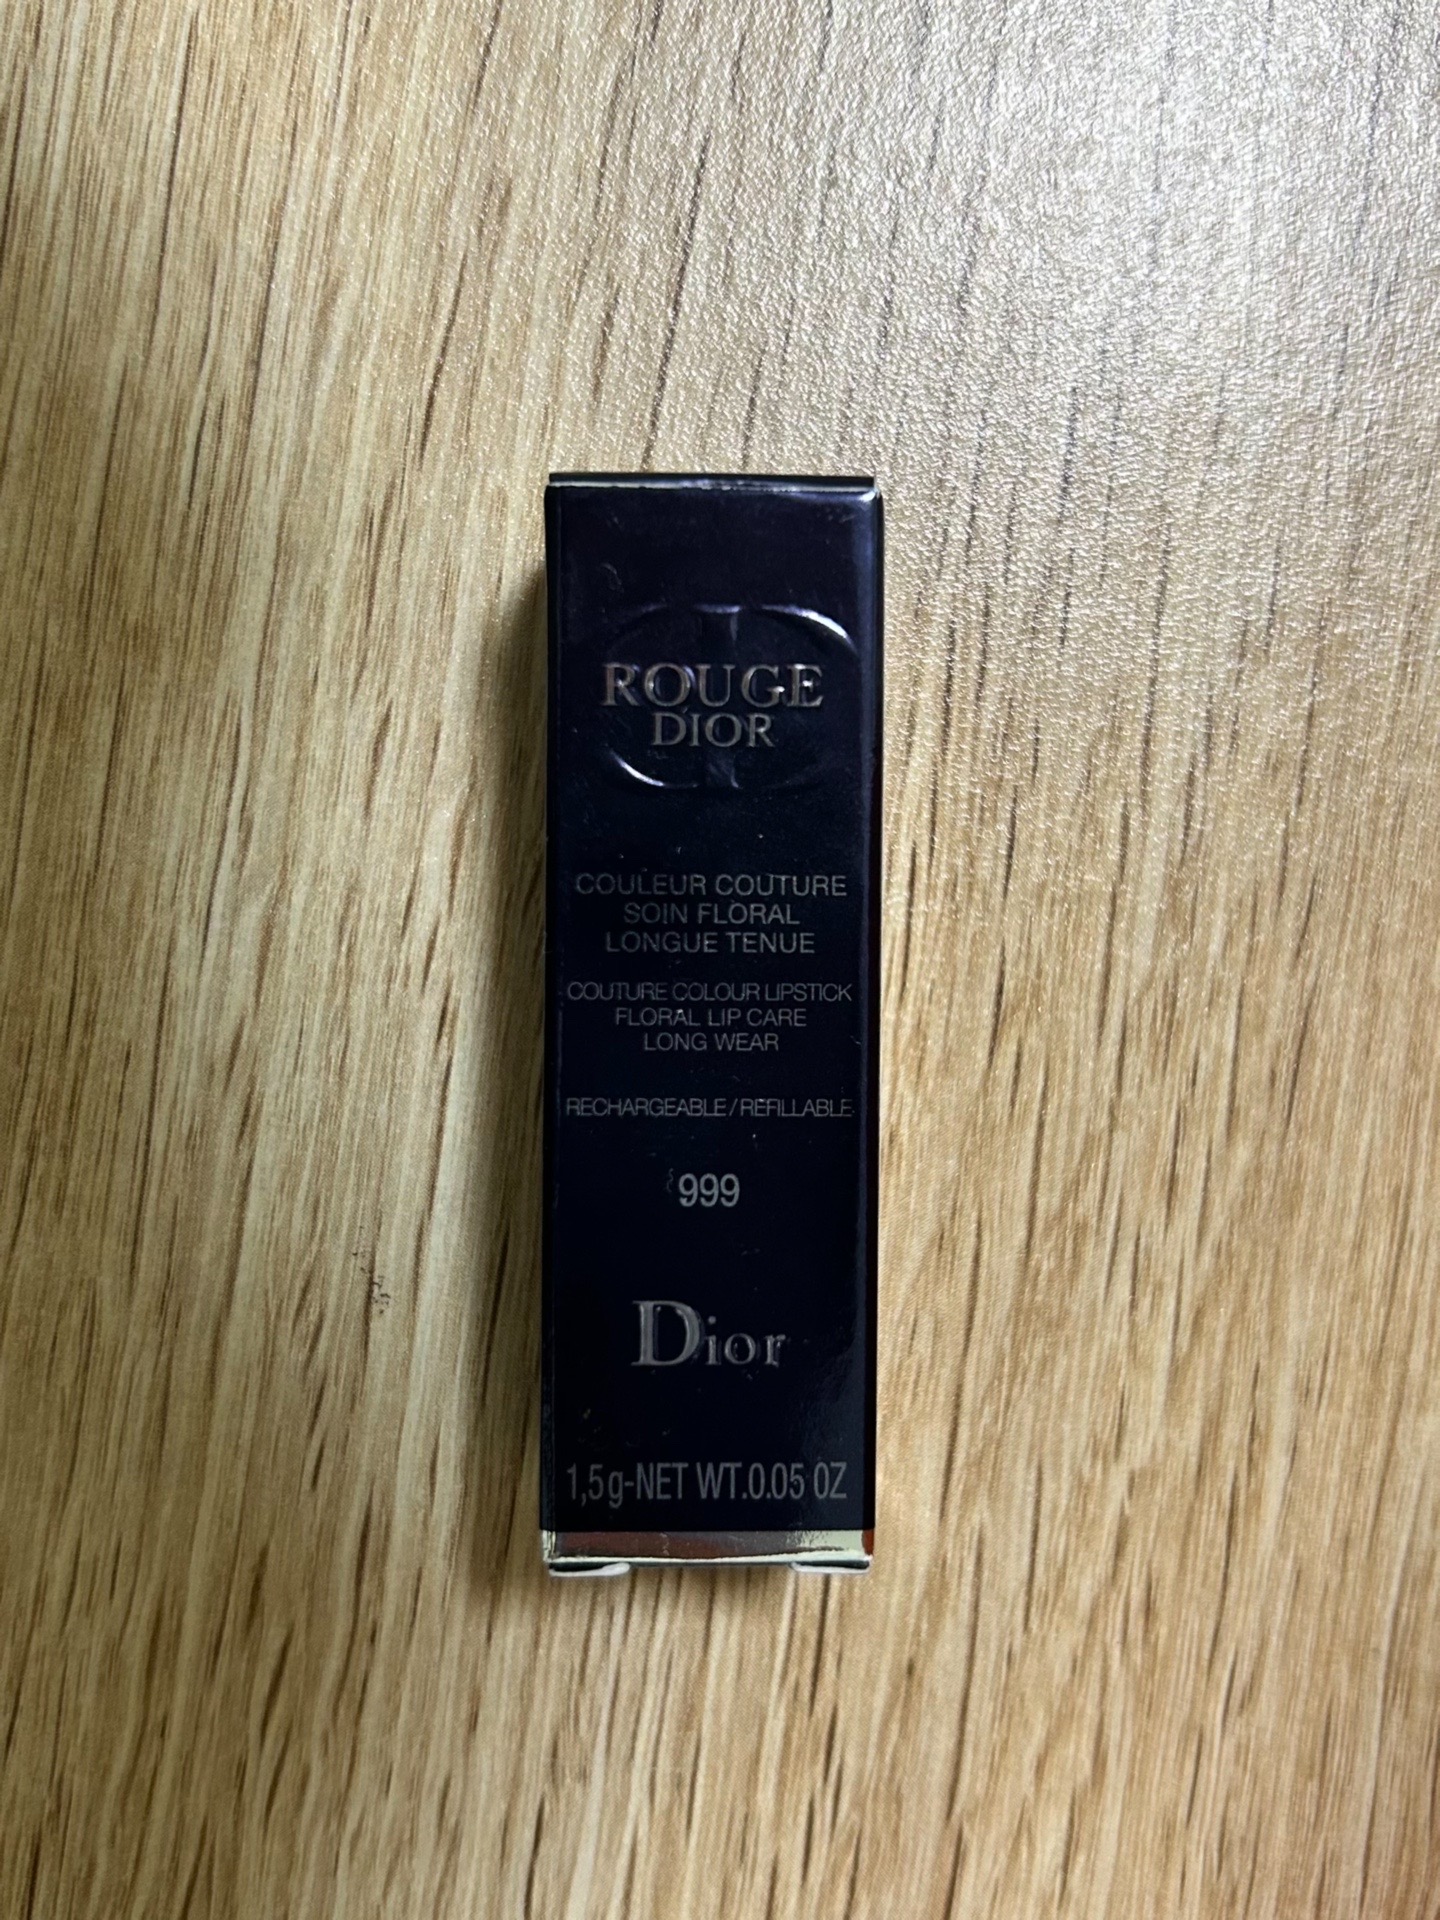 ROUGE
DIOR
COULEUR COUTURE
SOIN FLORAL
LONGUE TENUE
COUTURE COLOUR LIPSTICK
FLORAL LIP CARE
LONG WEAR
RECHARGEABLE/REFILLABLE
999
Dior
1,5g-NET WT.0.05 OZ